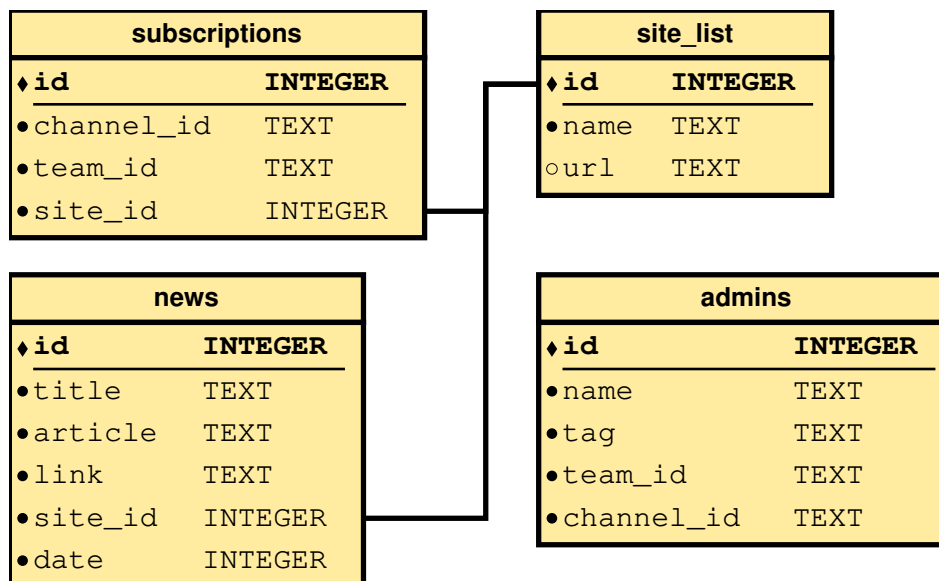 subscriptions
id INTEGER
channel_id TEXT
team_id TEXT
site_id INTEGER
site_list
id INTEGER
name TEXT
url TEXT
news
id INTEGER
title TEXT
article TEXT
link TEXT
site_id INTEGER
date INTEGER
admins
id INTEGER
name TEXT
tag TEXT
team_id TEXT
channel_id TEXT